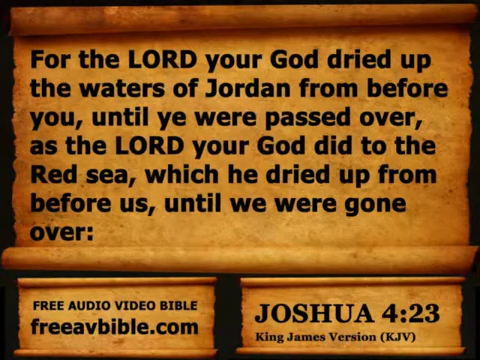 For the LORD your God dried up
the waters of Jordan from before
you, until ye were passed over,
as the LORD your God did to the
Red sea, which he dried up from
before us, until we were gone
over:
FREE AUDIO VIDEO BIBLE
freeavbible.com
JOSHUA 4:23
King James Version (KJV)